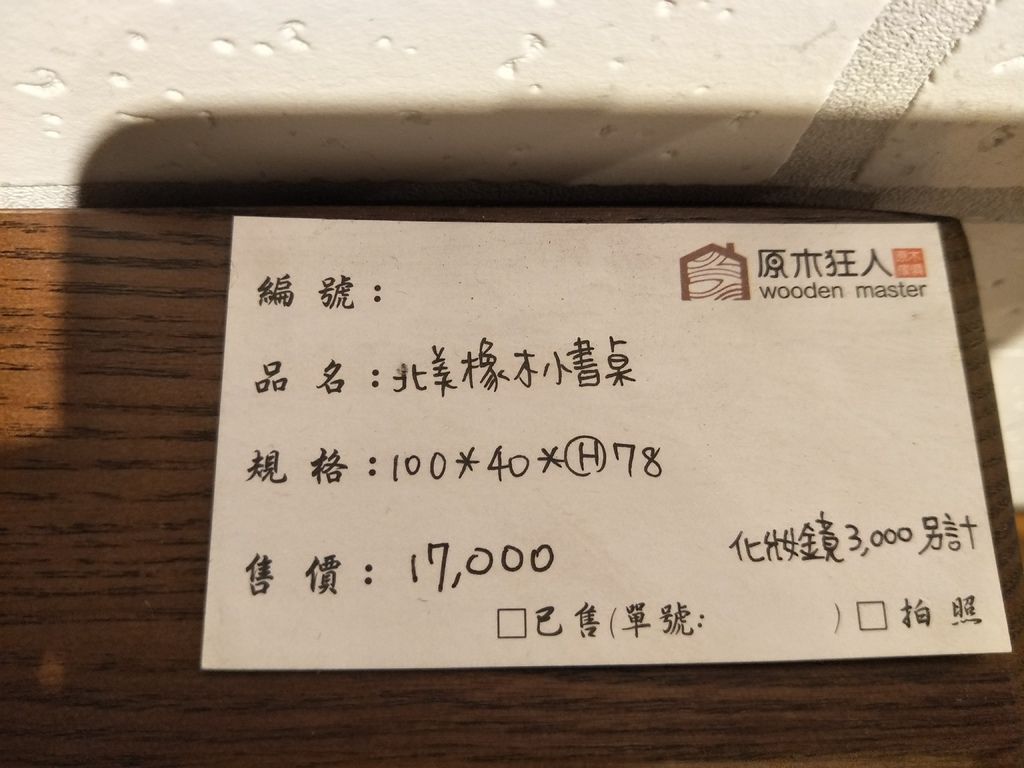 原木狂人
wooden master
編號：
品名：北美橡木小書桌
規格：100*40*Ⓗ78
售價：17,000
化妝鏡3,000另計
□已售(單號:          )□拍照